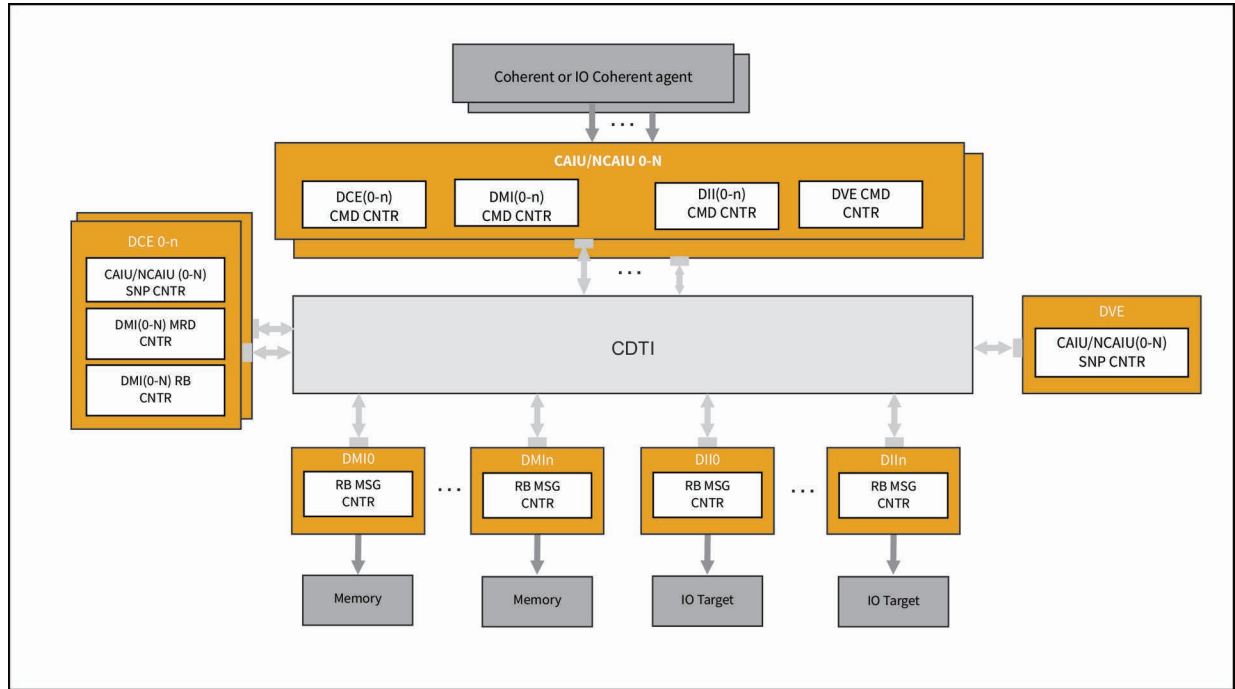 Coherent or IO Coherent agent
...
CAIU/NCAIU 0-N
DCE(0-n)
CMD CNTR
DMI(0-n)
CMD CNTR
DII(0-n)
CMD CNTR
DVE CMD
CNTR
...
DCE 0-n
CAIU/NCAIU (0-N)
SNP CNTR
DMI(0-N) MRD
CNTR
DMI(0-N) RB
CNTR
CDTI
DVE
CAIU/NCAIU(0-N)
SNP CNTR
DMI0
RB MSG
CNTR
...
DMIn
RB MSG
CNTR
DII0
RB MSG
CNTR
...
DIIn
RB MSG
CNTR
Memory
Memory
IO Target
IO Target